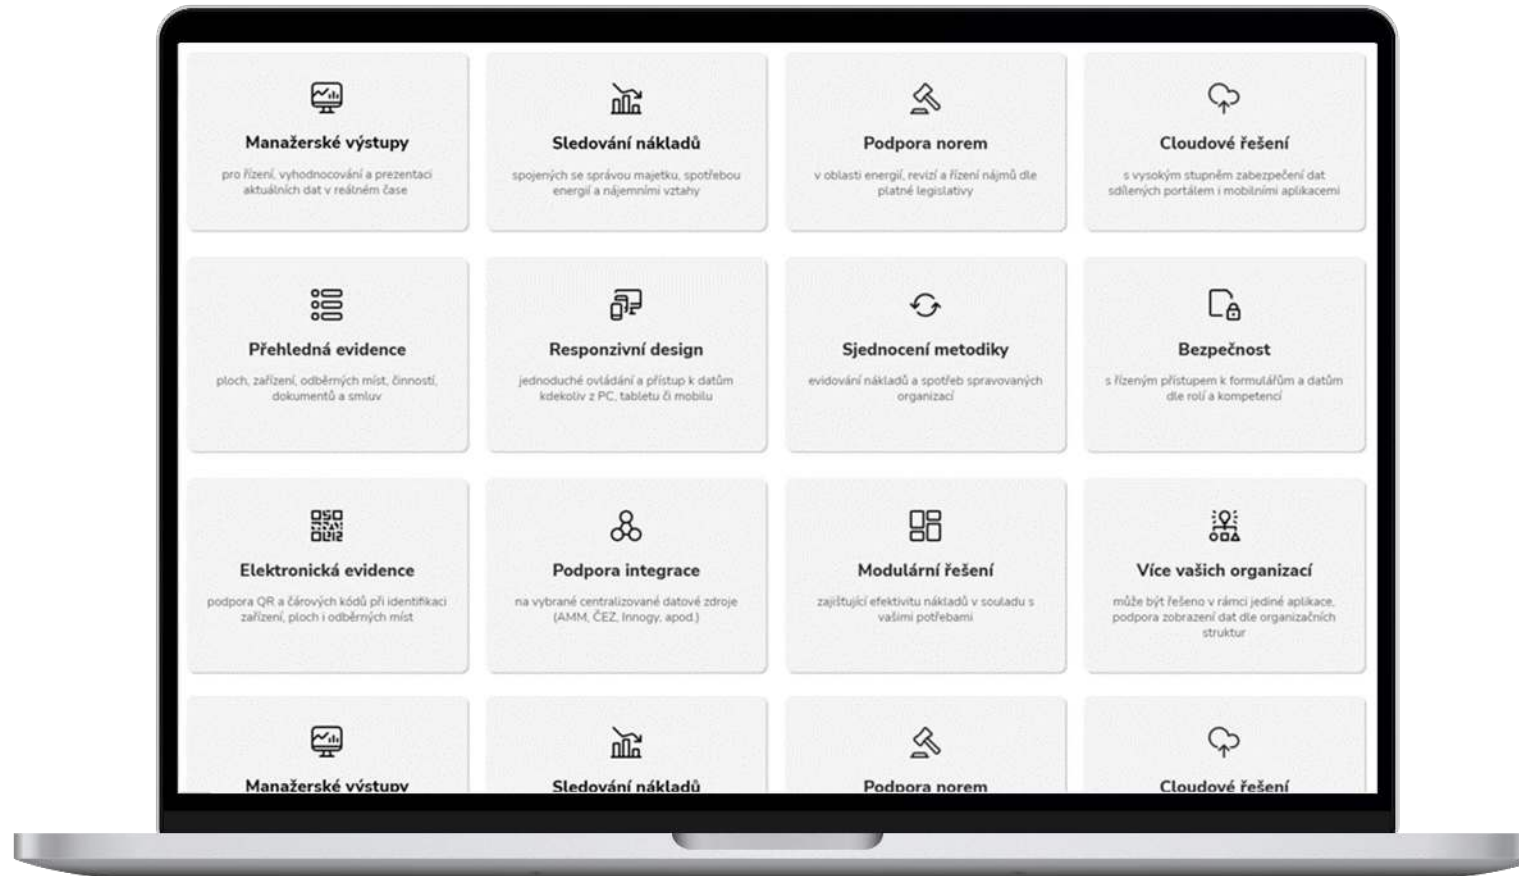 Manažerské výstupy
pro řízení, vyhodnocování a prezentaci
aktuálních dat v reálném čase
Sledování nákladů
spojených se správou majetku, spotřebou
energií a nájemními vztahy
Podpora norem
v oblasti energií, revizí a řízení nájmů dle
platné legislativy
Cloudové řešení
s vysokým stupněm zabezpečení dat
sdílených portálem i mobilními aplikacemi
Přehledná evidence
ploch, zařízení, odběrných míst, činností,
dokumentů a smluv
Responzivní design
jednoduché ovládání a přístup k datům
kdekoliv z PC, tabletu či mobilu
Sjednocení metodiky
evidování nákladů a spotřeb spravovaných
organizací
Bezpečnost
s řízeným přístupem k formulářům a datům
dle rolí a kompetencí
Elektronická evidence
podpora QR a čárových kódů při identifikaci
zařízení, ploch i odběrných míst
Podpora integrace
na vybrané centralizované datové zdroje
(AMM, ČEZ, Innogy, apod.)
Modulární řešení
zajištující efektivitu nákladů v souladu s
vašimi potřebami
Více vašich organizací
může být řešeno v rámci jediné aplikace,
podpora zobrazení dat dle organizačních
struktur
Manažerské výstupy
Sledování nákladů
Podpora norem
Cloudové řešení